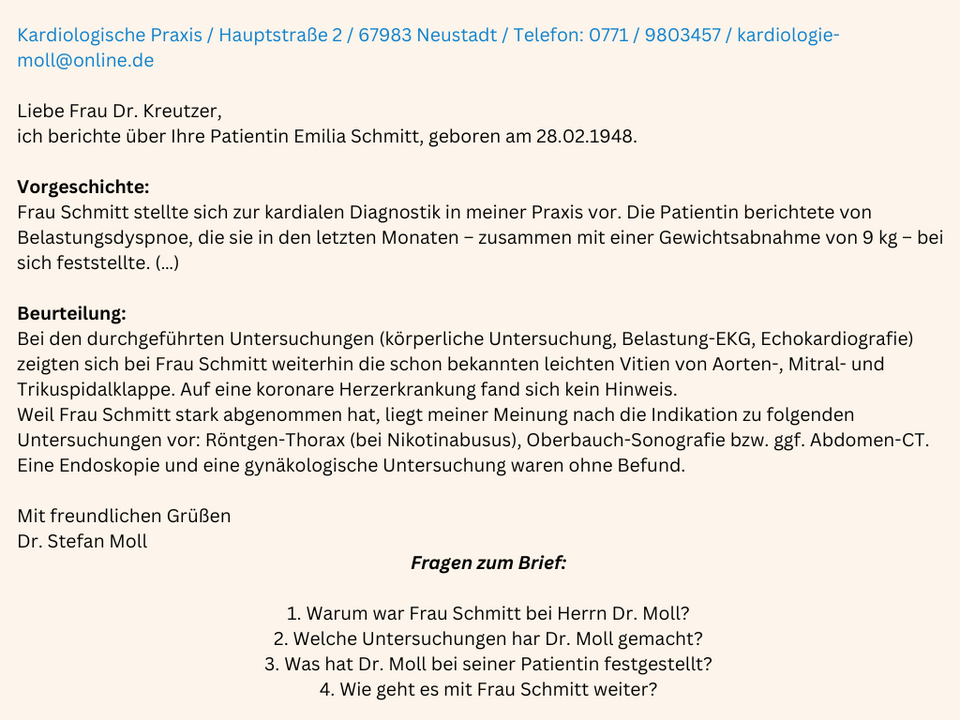 Kardiologische Praxis / Hauptstraße 2 / 67983 Neustadt / Telefon: 0771 / 9803457 / kardiologie-
moll@online.de
Liebe Frau Dr. Kreutzer,
ich berichte über Ihre Patientin Emilia Schmitt, geboren am 28.02.1948.
Vorgeschichte:
Frau Schmitt stellte sich zur kardialen Diagnostik in meiner Praxis vor. Die Patientin berichtete von
Belastungsdyspnoe, die sie in den letzten Monaten – zusammen mit einer Gewichtsabnahme von 9 kg – bei
sich feststellte. (...)
Beurteilung:
Bei den durchgeführten Untersuchungen (körperliche Untersuchung, Belastung-EKG, Echokardiografie)
zeigten sich bei Frau Schmitt weiterhin die schon bekannten leichten Vitien von Aorten-, Mitral- und
Trikuspidalklappe. Auf eine koronare Herzerkrankung fand sich kein Hinweis.
Weil Frau Schmitt stark abgenommen hat, liegt meiner Meinung nach die Indikation zu folgenden
Untersuchungen vor: Röntgen-Thorax (bei Nikotinabusus), Oberbauch-Sonografie bzw. ggf. Abdomen-CT.
Eine Endoskopie und eine gynäkologische Untersuchung waren ohne Befund.
Mit freundlichen Grüßen
Dr. Stefan Moll
Fragen zum Brief:
1. Warum war Frau Schmitt bei Herrn Dr. Moll?
2. Welche Untersuchungen har Dr. Moll gemacht?
3. Was hat Dr. Moll bei seiner Patientin festgestellt?
4. Wie geht es mit Frau Schmitt weiter?